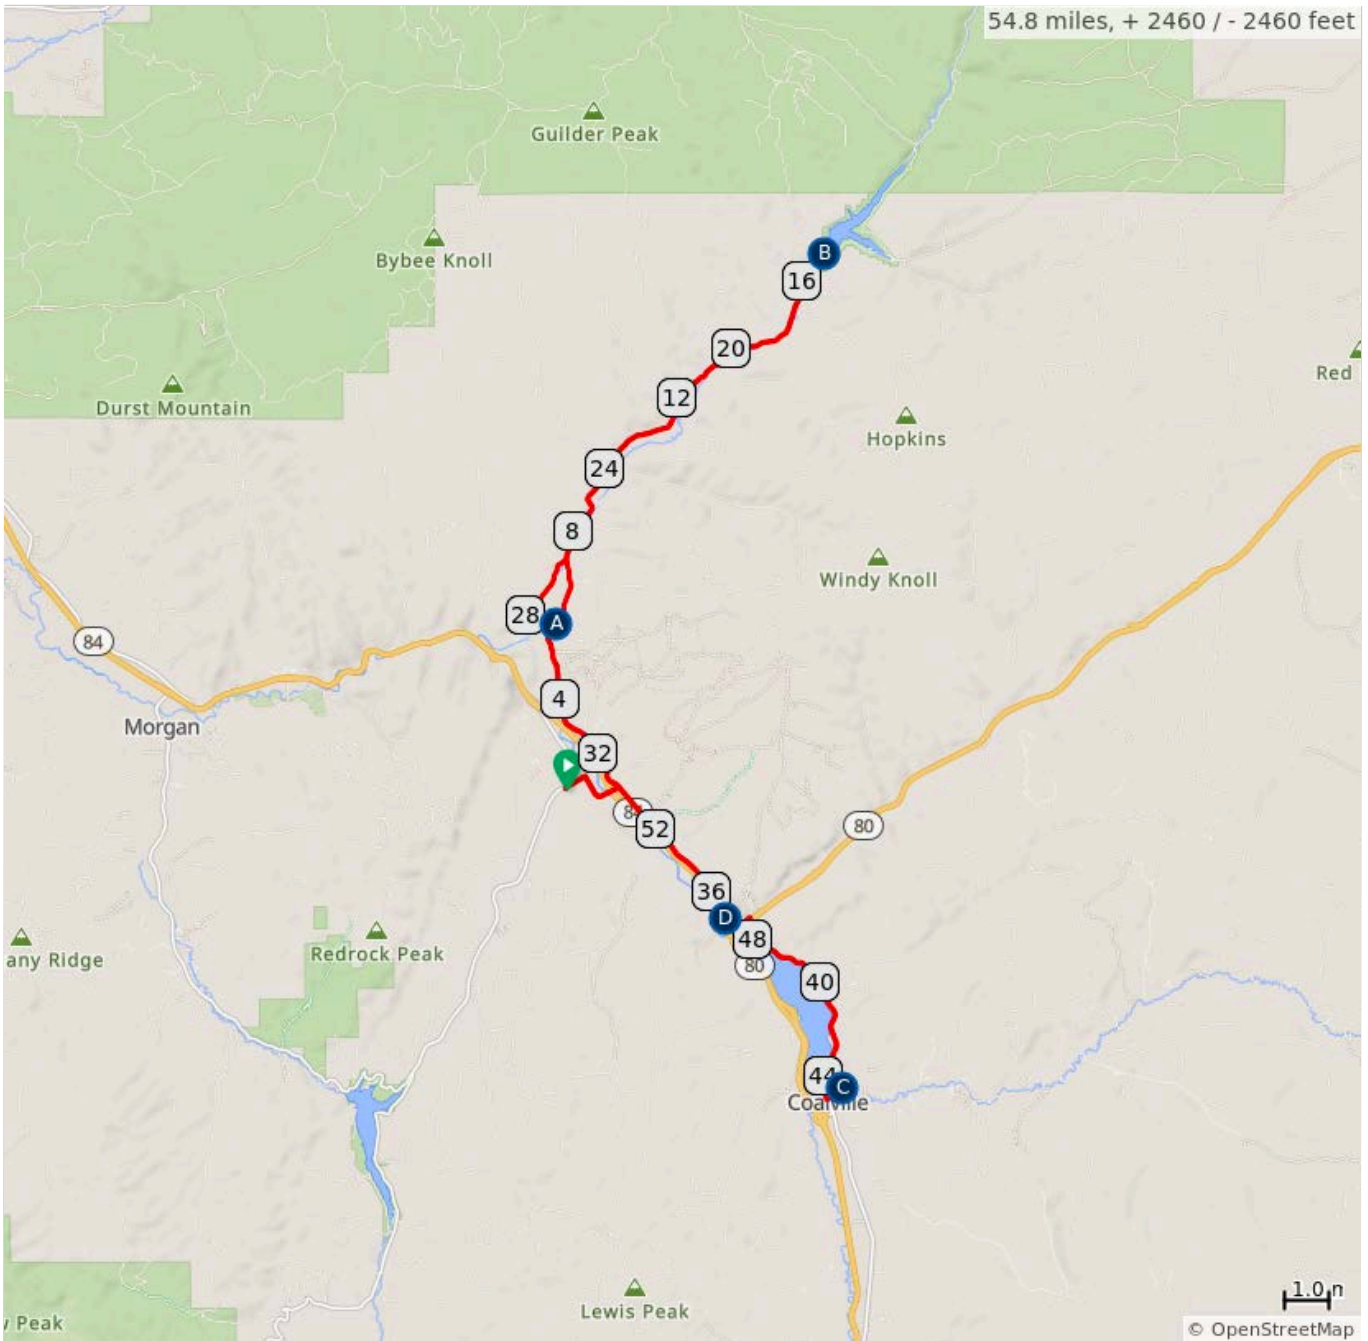 54.8 miles, + 2460 / - 2460 feet
Guilder Peak
B
Bybee Knoll
16
20
Red
Durst Mountain
12
Hopkins
24
8
Windy Knoll
28
A
84
4
Morgan
32
52
80
36
D
any Ridge
Redrock Peak
48
80
40
44
C
Coalville
1.0
Lewis Peak
Peak
© OpenStreetMap